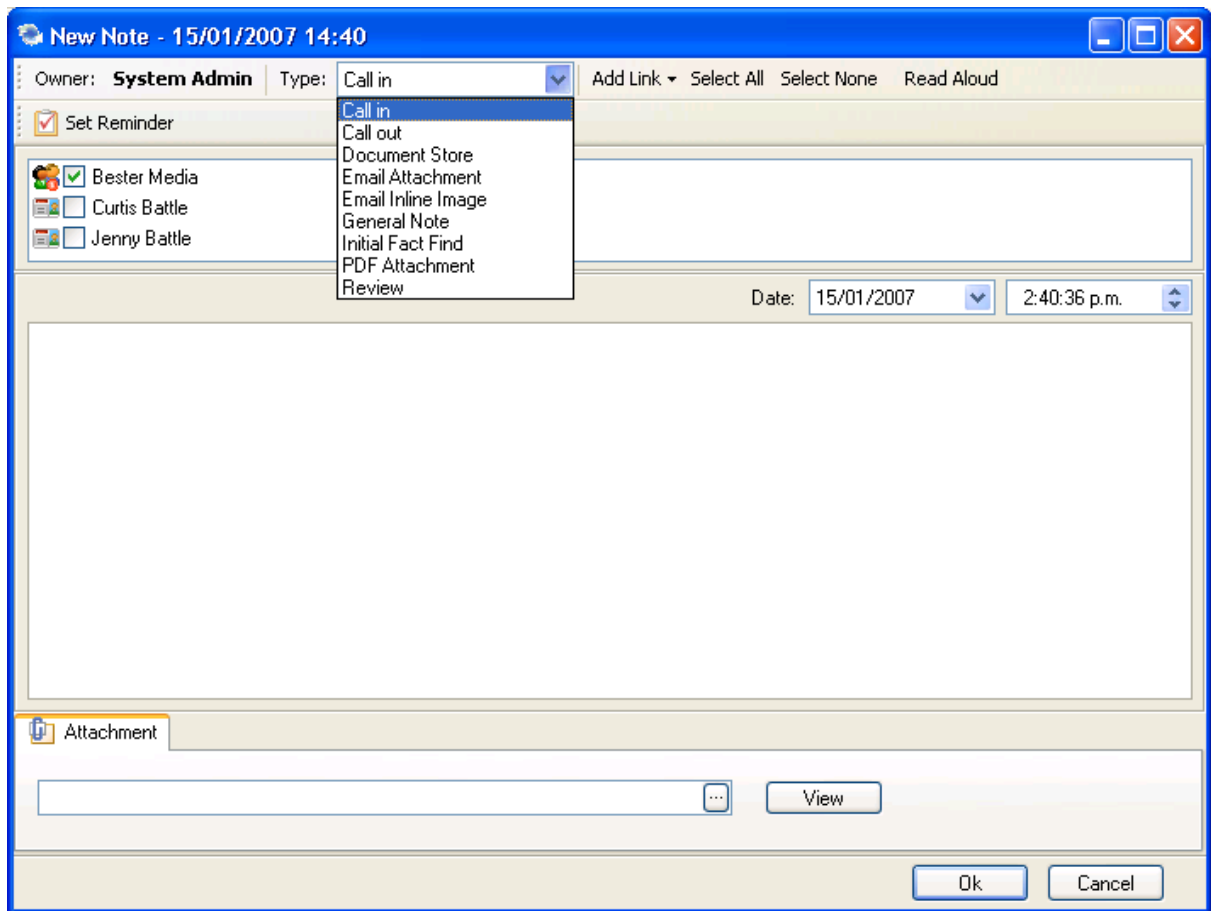 New Note - 15/01/2007 14:40
Owner: System Admin Type: Call in Add Link Select All Select None Read Aloud
Set Reminder
Call in
Call out
Document Store
Email Attachment
Email Inline Image
General Note
Initial Fact Find
PDF Attachment
Review
Bester Media
Curtis Battle
Jenny Battle
Date: 15/01/2007 2:40:36 p.m.
Attachment
... View
Ok Cancel